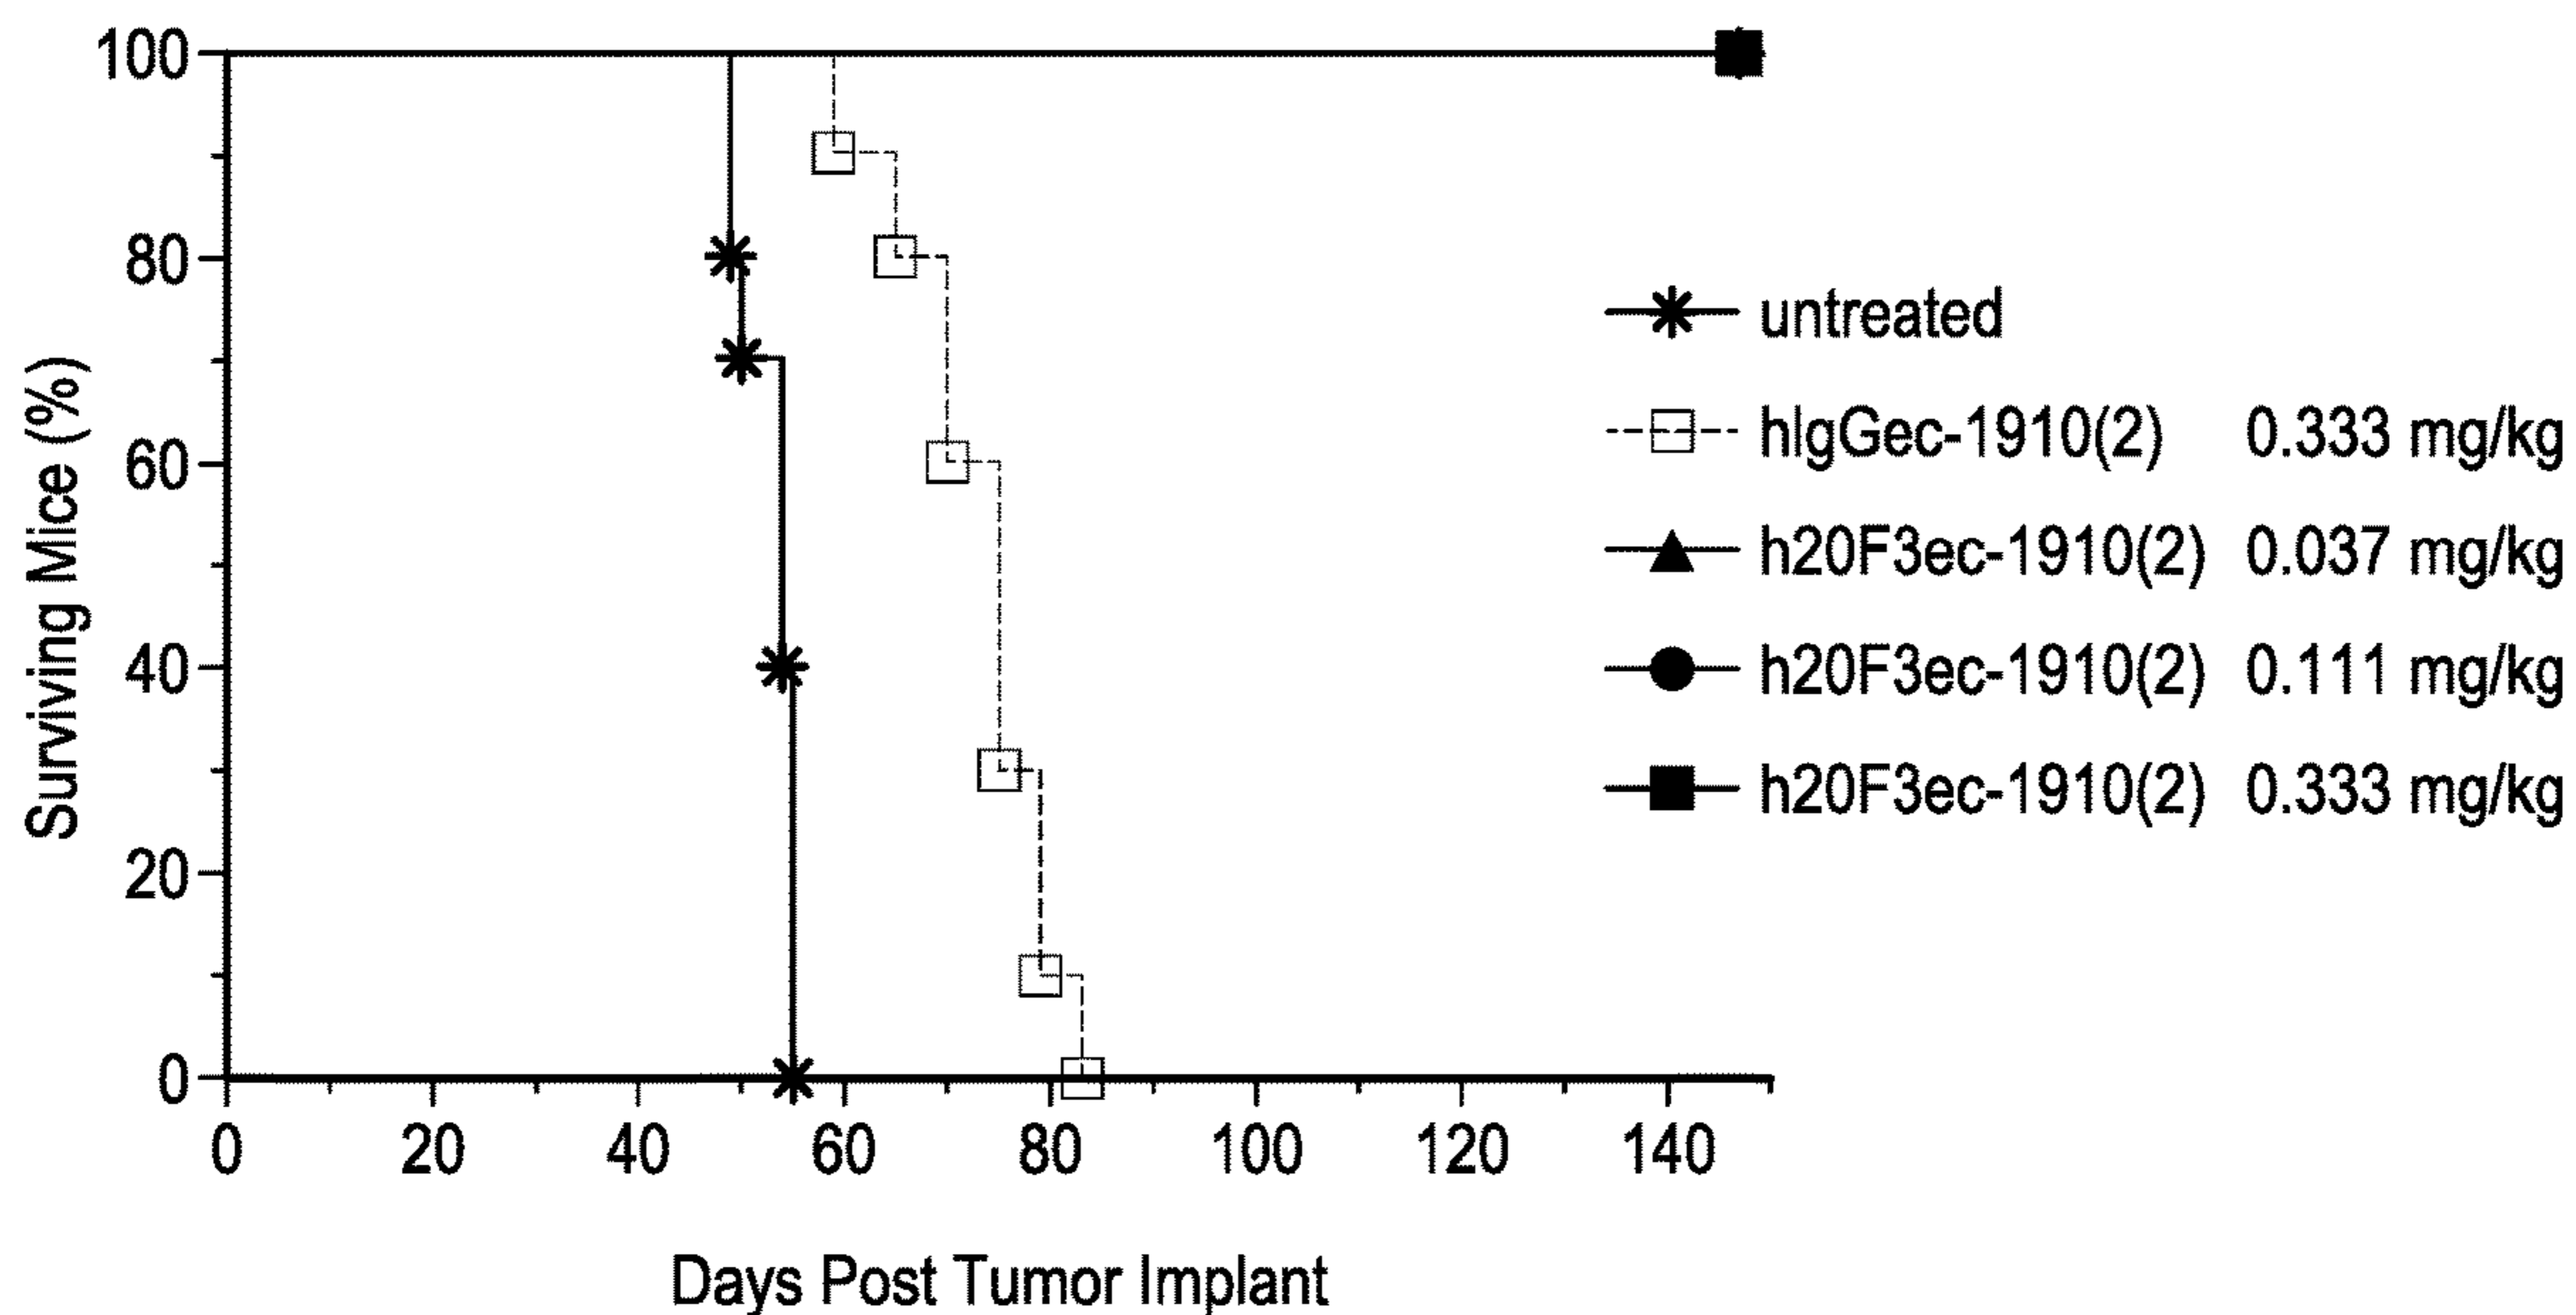 100
80
60
40
20
0
Surviving Mice (%)
0 20 40 60 80 100 120 140
Days Post Tumor Implant
untreated
hIgGec-1910(2) 0.333 mg/kg
h20F3ec-1910(2) 0.037 mg/kg
h20F3ec-1910(2) 0.111 mg/kg
h20F3ec-1910(2) 0.333 mg/kg